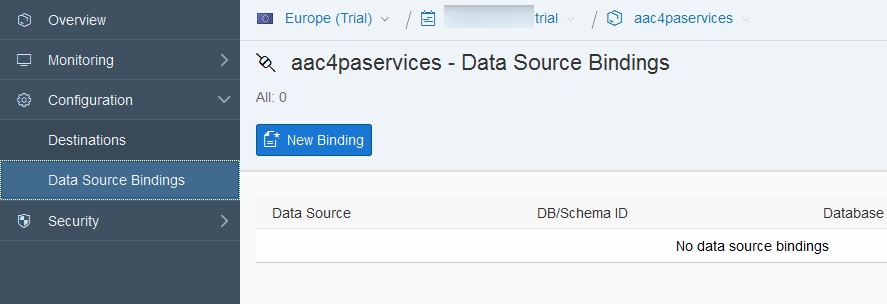 Overview
Monitoring
Configuration
Destinations
Data Source Bindings
Security
Europe (Trial) / trial / aac4paservices
aac4paservices - Data Source Bindings
All: 0
New Binding
Data Source DB/Schema ID Database
No data source bindings